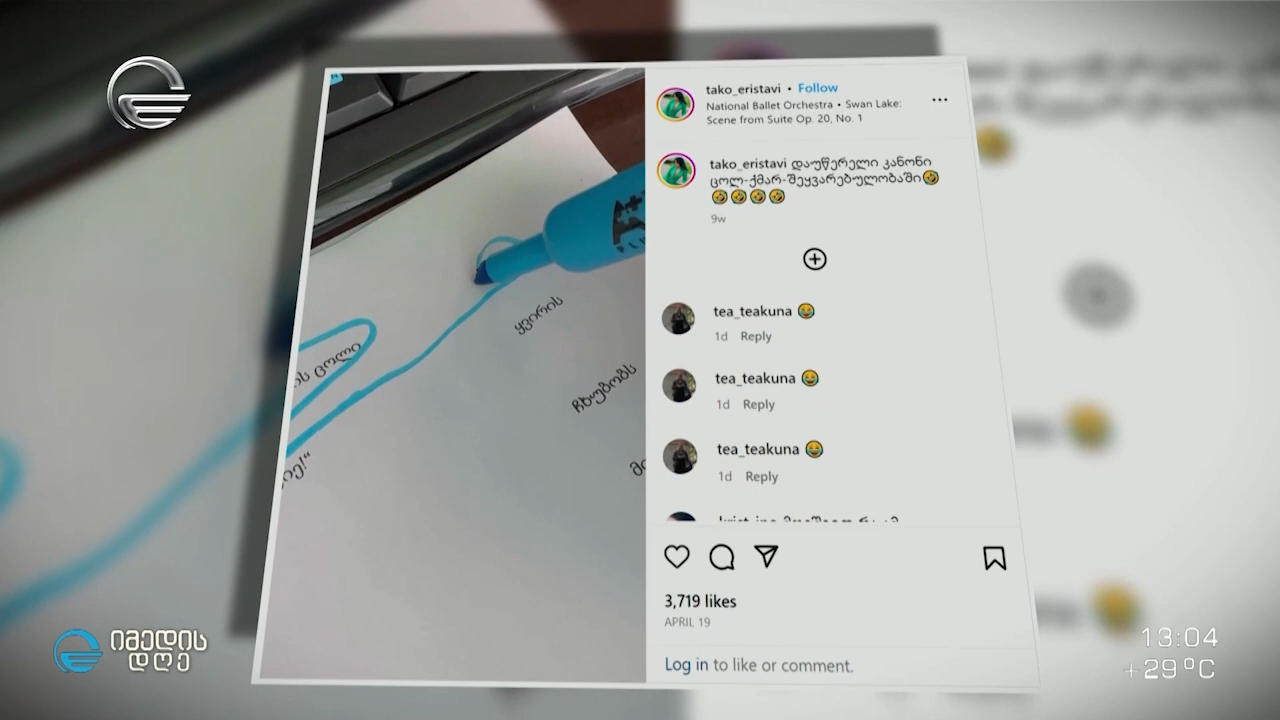 tako_eristavi • Follow
National Ballet Orchestra • Swan Lake:
Scene from Suite Op. 20, No. 1
tako_eristavi დაუწერელი კანონი
ცოლ-ქმარ-შეყვარებულობაში🤣
🤣🤣🤣🤣
9w
tea_teakuna 😂
1d Reply
tea_teakuna 😂
1d Reply
tea_teakuna 😂
1d Reply
3,719 likes
APRIL 19
Log in to like or comment.
ყვირის
ცოლი
ჩხუბობს
იმედის
დღე
13:04
+29°C